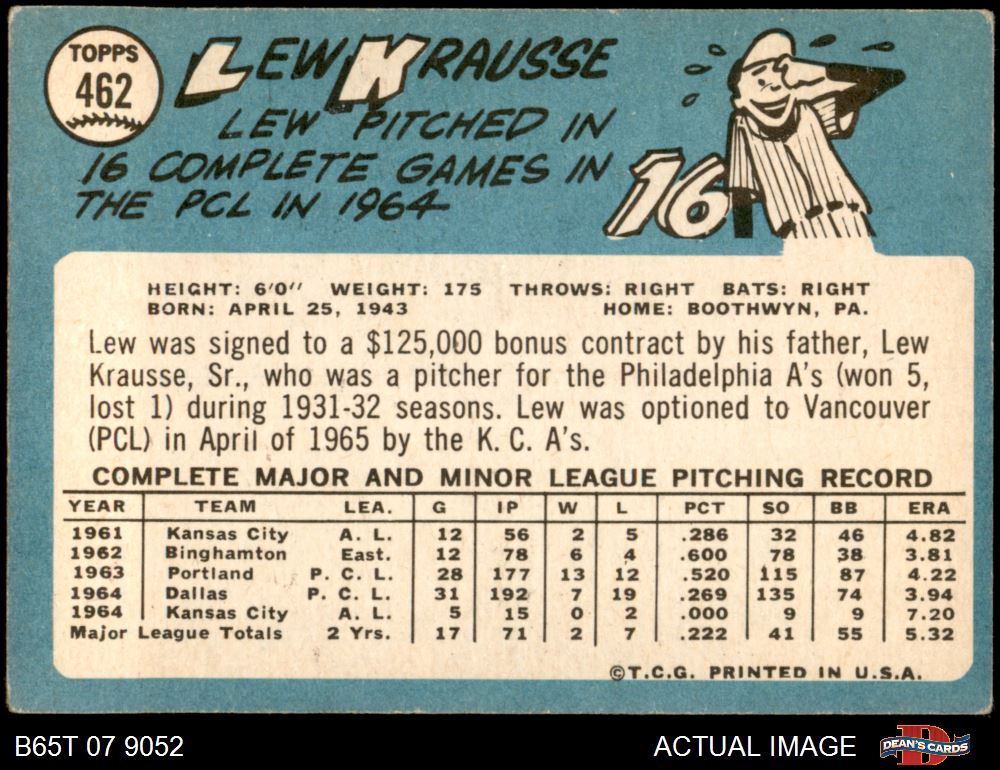 TOPPS
462
LEW KRAUSSE
LEW PITCHED IN
16 COMPLETE GAMES IN
THE PCL IN 1964
16
HEIGHT: 6'0" WEIGHT: 175 THROWS: RIGHT BATS: RIGHT
BORN: APRIL 25, 1943 HOME: BOOTHWYN, PA.
Lew was signed to a $125,000 bonus contract by his father, Lew
Krausse, Sr., who was a pitcher for the Philadelphia A's (won 5,
lost 1) during 1931-32 seasons. Lew was optioned to Vancouver
(PCL) in April of 1965 by the K. C. A's.
COMPLETE MAJOR AND MINOR LEAGUE PITCHING RECORD
YEAR TEAM LEA. G IP W L PCT SO BB ERA
1961 Kansas City A. L. 12 56 2 5 .286 32 46 4.82
1962 Binghamton East. 12 78 6 4 .600 78 38 3.81
1963 Portland P. C. L. 28 177 13 12 .520 115 87 4.22
1964 Dallas P. C. L. 31 192 7 19 .269 135 74 3.94
1964 Kansas City A. L. 5 15 0 2 .000 9 9 7.20
Major League Totals 2 Yrs. 17 71 2 7 .222 41 55 5.32
©T.C.G. PRINTED IN U.S.A.
B65T 07 9052 ACTUAL IMAGE D DEAN'S CARDS